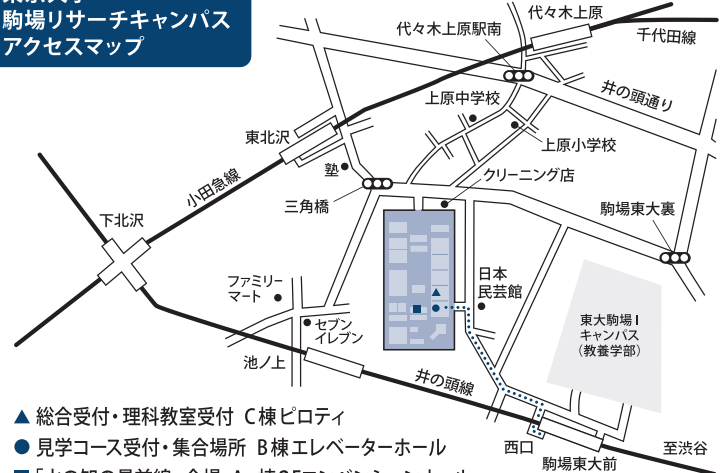 駒場リサーチキャンパス
アクセスマップ
代々木上原
代々木上原駅南
千代田線
井の頭通り
上原中学校
上原小学校
東北沢
塾
クリーニング店
小田急線
三角橋
駒場東大裏
下北沢
日本
民芸館
ファミリー
マート
セブン
イレブン
東大駒場Ⅰ
キャンパス
(教養学部)
池ノ上
井の頭線
▲ 総合受付・理科教室受付 C棟ピロティ
● 見学コース受付・集合場所 B棟エレベーターホール
西口
駒場東大前
至渋谷